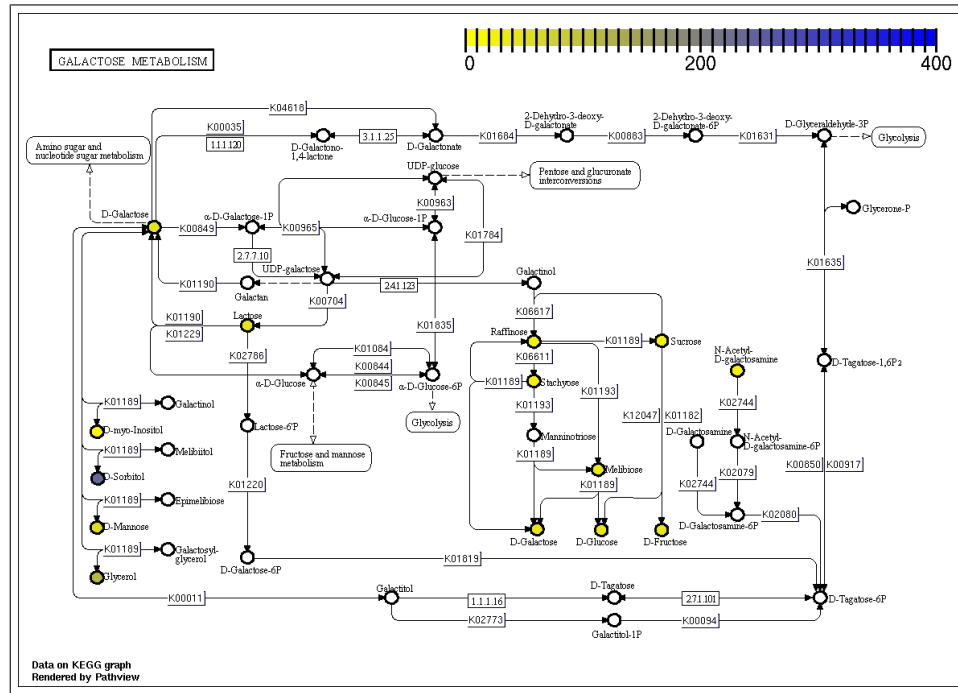 0
200
400
GALACTOSE METABOLISM
K04618
K00035
1.1.1.120
D-Galactono-
1,4-lactone
3.1.1.25
D-Galactonate
K01684
2-Dehydro-3-deoxy-
D-galactonate
K00883
2-Dehydro-3-deoxy-
D-galactonate-6P
K01631
D-Glyceraldehyde-3P
Glycolysis
Amino sugar and
nucleotide sugar metabolism
UDP-glucose
Pentose and glucuronate
interconversions
D-Galactose
K00849
α-D-Galactose-1P
K00965
α-D-Glucose-1P
K00963
K01784
Glycerone-P
2.7.7.10
UDP-galactose
K01635
K01190
Galactan
2.4.1.123
Galactinol
K00704
K01190
K01229
Lactose
K01835
K06617
Raffinose
K01189
Sucrose
K02786
K01084
K00844
K00845
α-D-Glucose
α-D-Glucose-6P
K06611
K01189
Stachyose
K01193
K01193
N-Acetyl-
D-galactosamine
D-Tagatose-1,6P2
K02744
K01189
Galactinol
D-myo-Inositol
Lactose-6'P
Glycolysis
K12047
K01182
Manninotriose
D-Galactosamine
N-Acetyl-
D-galactosamine-6P
K01189
Melibiitol
D-Sorbitol
Fructose and mannose
metabolism
K01189
Melibiose
K00850
K00917
K02744
K02079
K01220
K01189
K01189
Epimelibiose
D-Mannose
K02080
D-Galactosamine-6P
D-Galactose
D-Glucose
D-Fructose
K01189
Galactosyl-
glycerol
Glycerol
D-Galactose-6P
K01819
K00011
Galactitol
1.1.1.16
D-Tagatose
2.7.1.101
D-Tagatose-6P
K02773
Galactitol-1P
K00094
Data on KEGG graph
Rendered by Pathview